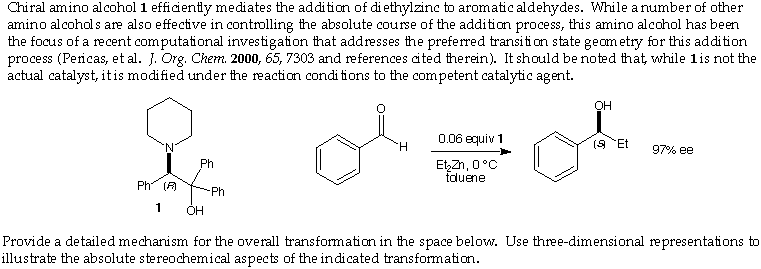 Chiral amino alcohol 1 efficiently mediates the addition of diethylzinc to aromatic aldehydes. While a number of other
amino alcohols are also effective in controlling the absolute course of the addition process, this amino alcohol has been
the focus of a recent computational investigation that addresses the preferred transition state geometry for this addition
process (Pericas, et al. J. Org. Chem. 2000, 65, 7303 and references cited therein). It should be noted that, while 1 is not the
actual catalyst, it is modified under the reaction conditions to the competent catalytic agent.
N
Ph
Ph
(R)
Ph
OH
1
O
H
0.06 equiv 1
Et2Zn, 0 °C
toluene
OH
(S)
Et
97% ee
Provide a detailed mechanism for the overall transformation in the space below. Use three-dimensional representations to
illustrate the absolute stereochemical aspects of the indicated transformation.